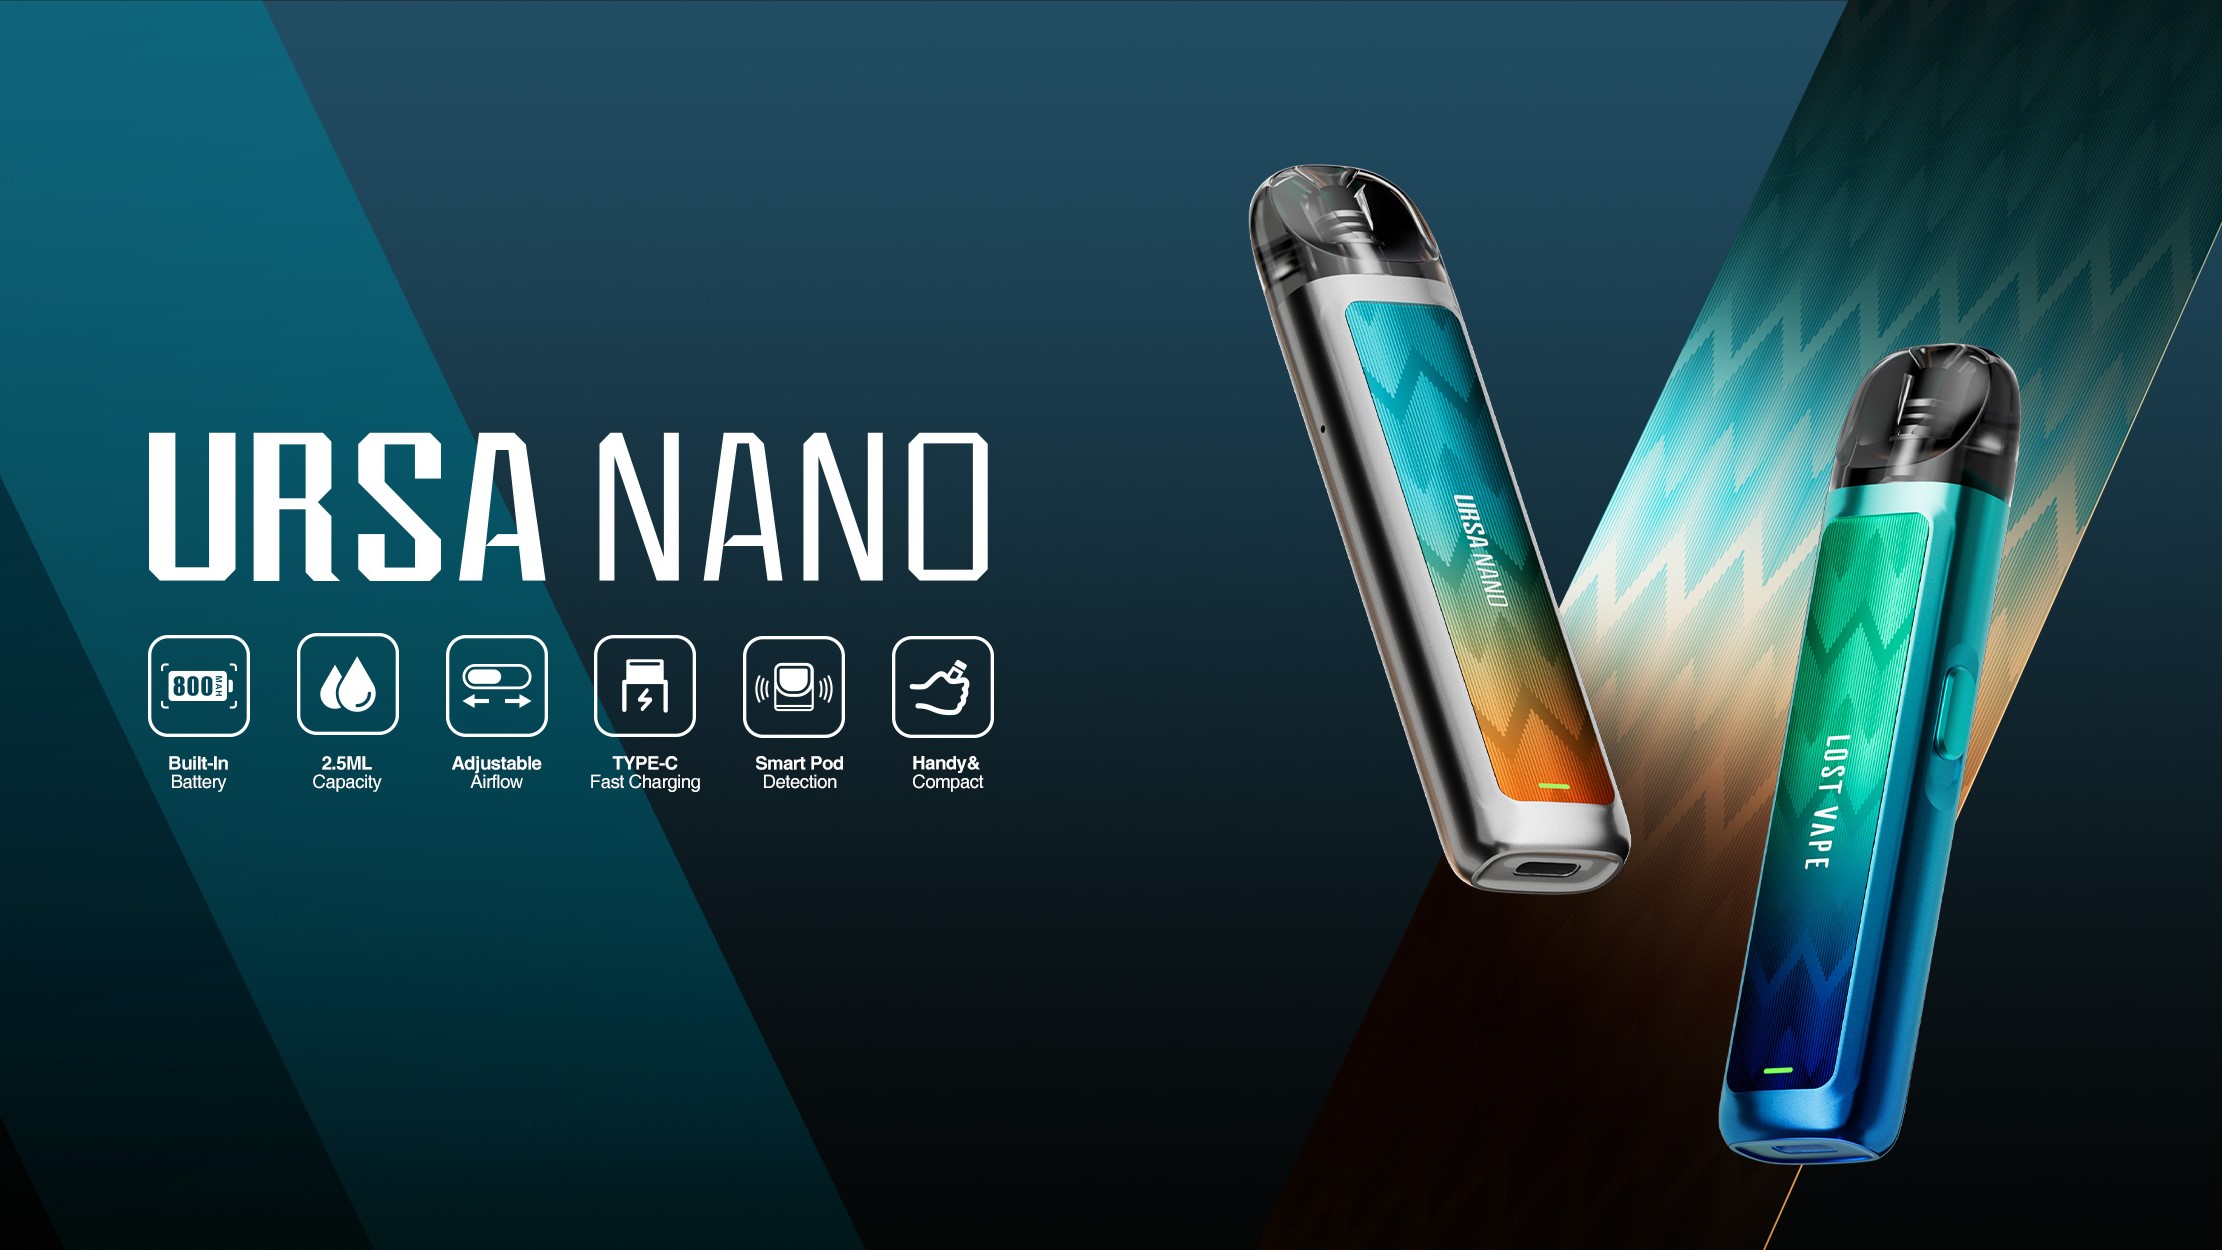 URSA NANO
800 MAH
Built-In
Battery
2.5ML
Capacity
Adjustable
Airflow
TYPE-C
Fast Charging
Smart Pod
Detection
Handy&
Compact
URSA NANO
LOST VAPE